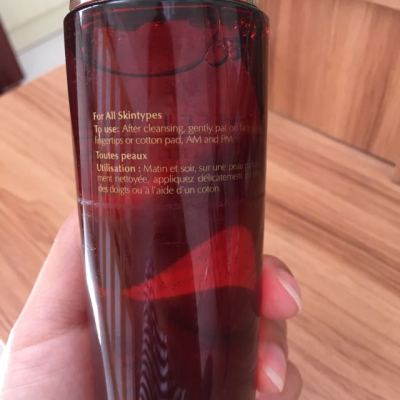 For All Skintypes
To use: After cleansing, gently pat on face
fingertips or cotton pad, AM and PM.
Toutes peaux
Utilisation : Matin et soir, sur une peau
ment nettoyée, appliquez délicatement
des doigts ou à l'aide d'un coton.